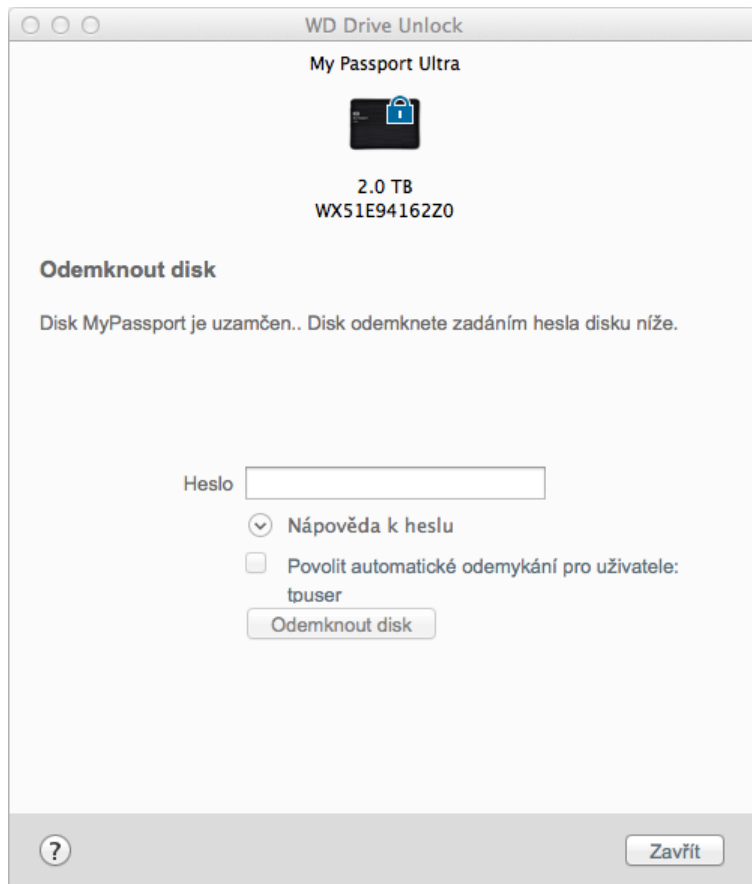 WD Drive Unlock
My Passport Ultra
2.0 TB
WX51E94162Z0
Odemknout disk
Disk MyPassport je uzamčen.. Disk odemknete zadáním hesla disku níže.
Heslo
Nápověda k heslu
Povolit automatické odemykání pro uživatele:
tpuser
Odemknout disk
?
Zavřít